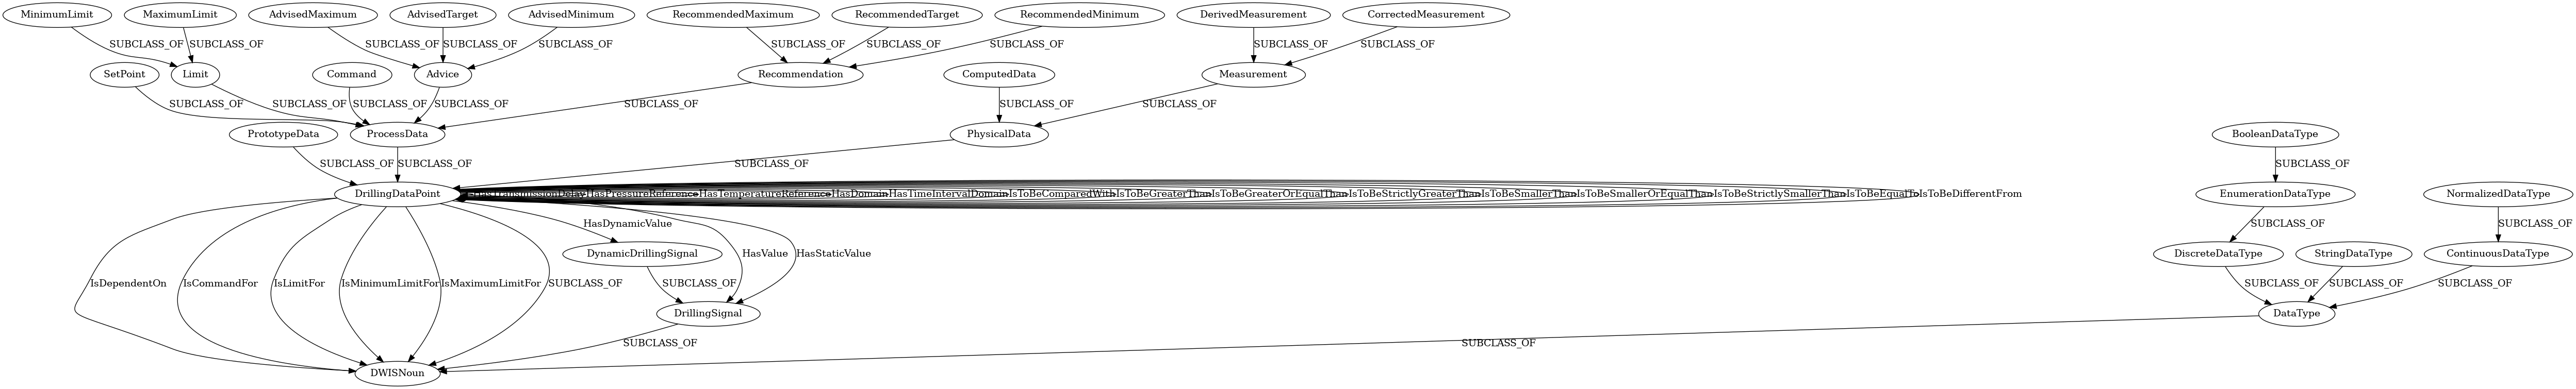 MinimumLimit
MaximumLimit
AdvisedMaximum
AdvisedTarget
AdvisedMinimum
RecommendedMaximum
RecommendedTarget
RecommendedMinimum
DerivedMeasurement
CorrectedMeasurement
SUBCLASS_OF
SUBCLASS_OF
SUBCLASS_OF
SUBCLASS_OF
SUBCLASS_OF
SUBCLASS_OF
SUBCLASS_OF
SUBCLASS_OF
SUBCLASS_OF
SUBCLASS_OF
SetPoint
Limit
Command
Advice
Recommendation
ComputedData
Measurement
SUBCLASS_OF
SUBCLASS_OF
SUBCLASS_OF
SUBCLASS_OF
SUBCLASS_OF
SUBCLASS_OF
SUBCLASS_OF
PrototypeData
ProcessData
PhysicalData
BooleanDataType
SUBCLASS_OF
SUBCLASS_OF
SUBCLASS_OF
SUBCLASS_OF
DrillingDataPoint
HasTransmissionDelay
HasPressureReference
HasTemperatureReference
HasDomain
HasTimeIntervalDomain
IsToBeComparedWith
IsToBeGreaterThan
IsToBeGreaterOrEqualThan
IsToBeStrictlyGreaterThan
IsToBeSmallerThan
IsToBeSmallerOrEqualThan
IsToBeStrictlySmallerThan
IsToBeEqualTo
IsToBeDifferentFrom
EnumerationDataType
NormalizedDataType
HasDynamicValue
SUBCLASS_OF
SUBCLASS_OF
DynamicDrillingSignal
HasValue
HasStaticValue
DiscreteDataType
StringDataType
ContinuousDataType
IsDependentOn
IsCommandFor
IsLimitFor
IsMinimumLimitFor
IsMaximumLimitFor
SUBCLASS_OF
SUBCLASS_OF
SUBCLASS_OF
SUBCLASS_OF
SUBCLASS_OF
DrillingSignal
DataType
SUBCLASS_OF
SUBCLASS_OF
DWISNoun